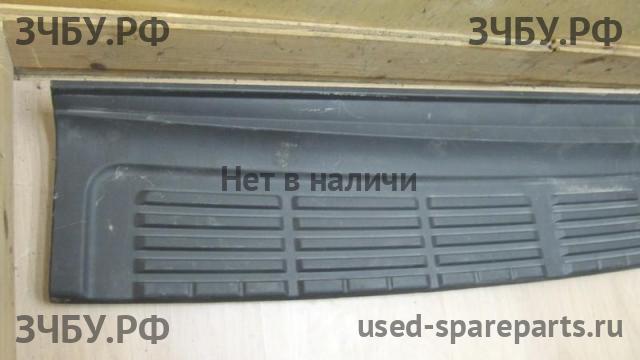 ЗЧБУ.РФ ЗЧБУ.РФ
Нет в наличи
ЗЧБУ.РФ used-spareparts.ru